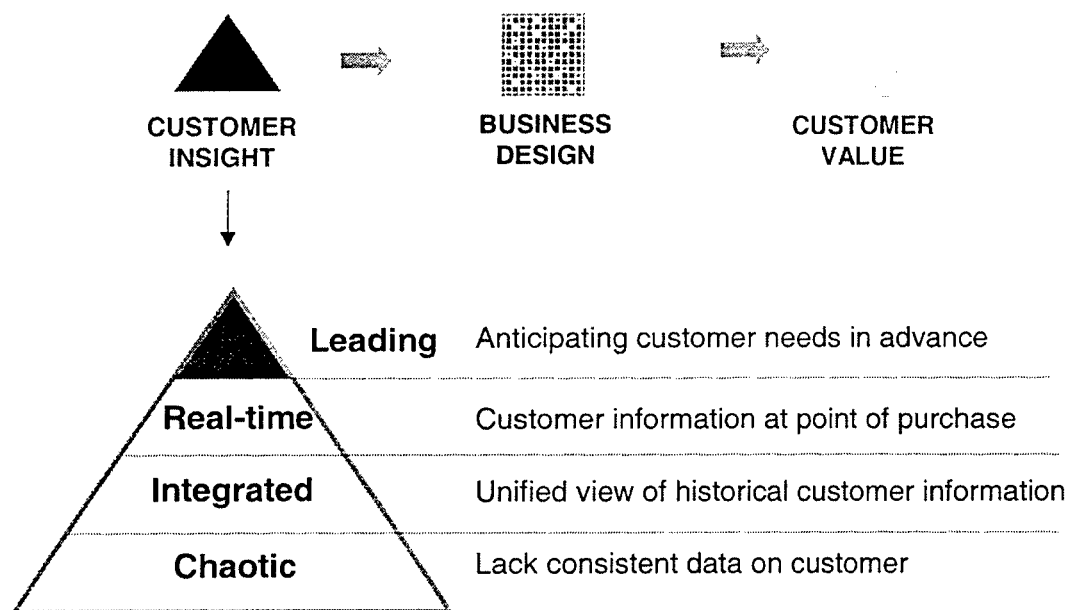 CUSTOMER
INSIGHT
BUSINESS
DESIGN
CUSTOMER
VALUE
Leading Anticipating customer needs in advance
Real-time Customer information at point of purchase
Integrated Unified view of historical customer information
Chaotic Lack consistent data on customer